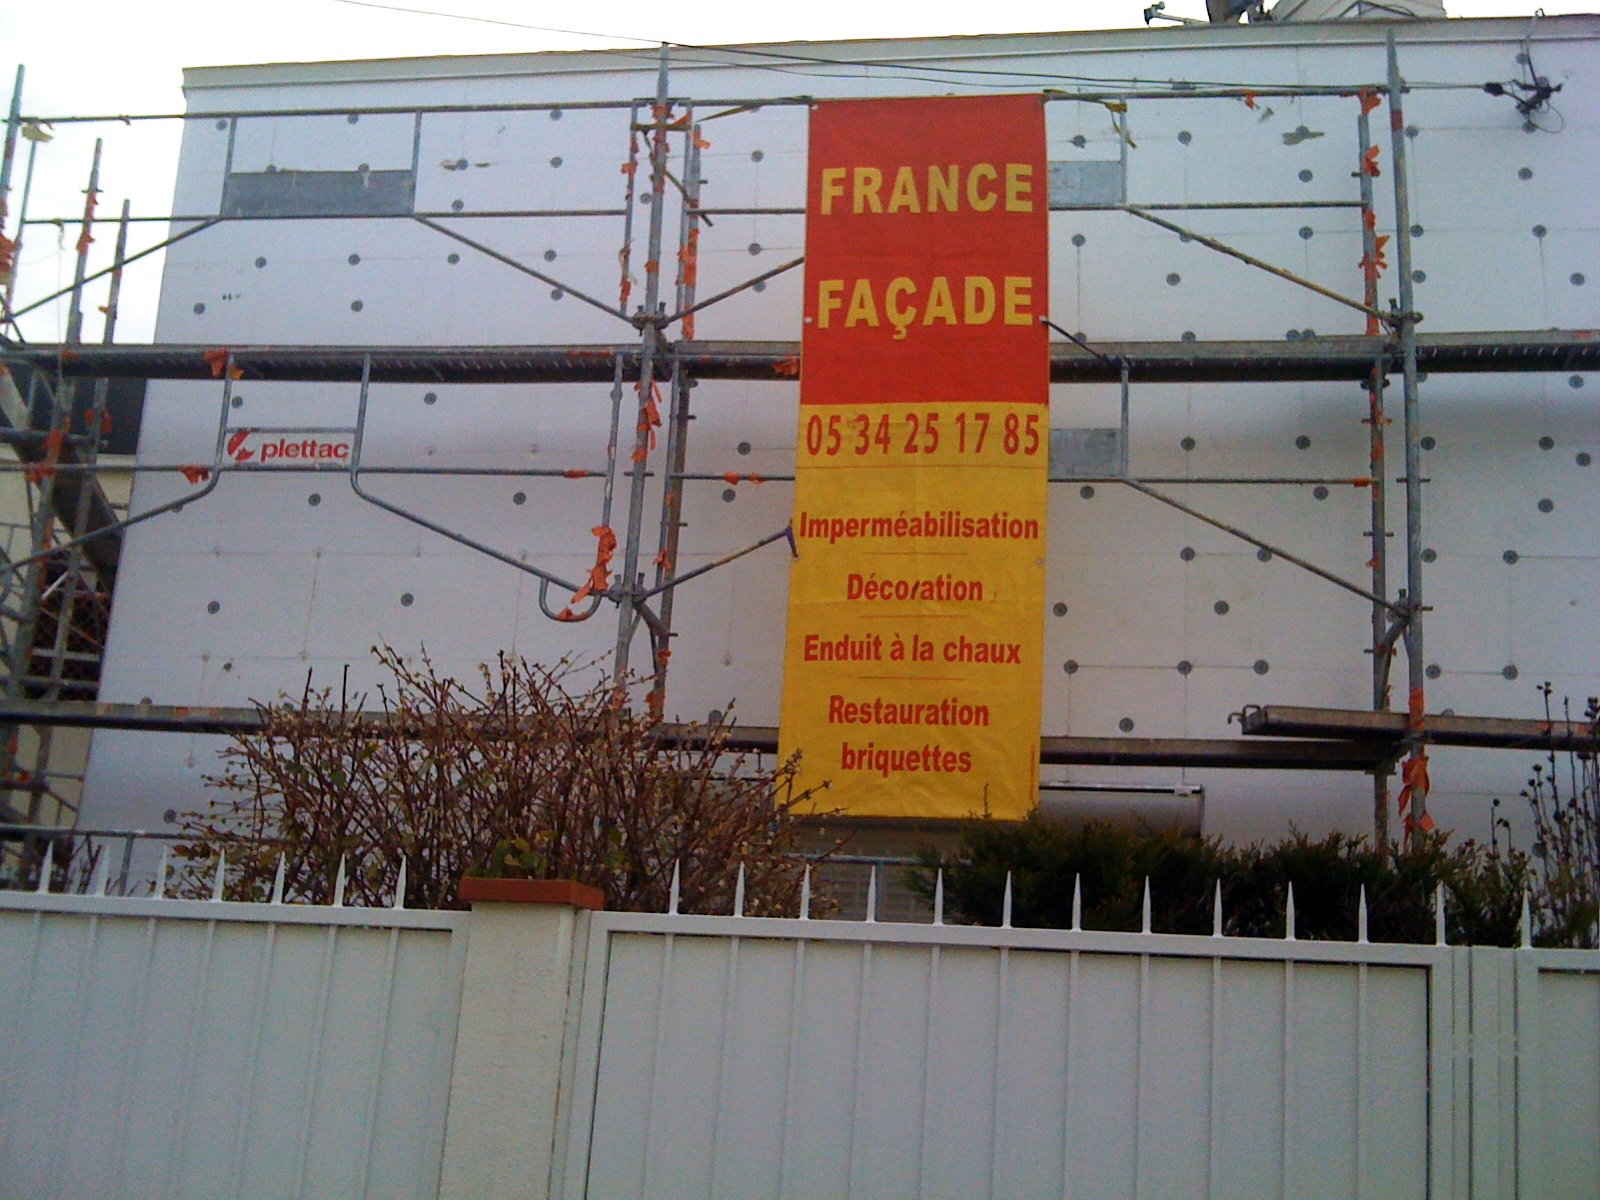 FRANCE
FAÇADE
05 34 25 17 85
plettac
Imperméabilisation
Décoration
Enduit à la chaux
Restauration
briquettes